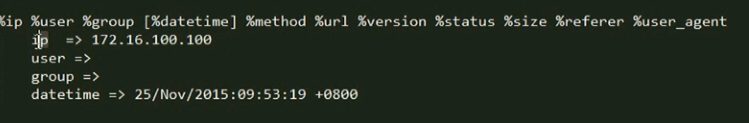 %ip %user %group [%datetime] %method %url %version %status %size %referer %user_agent
ip => 172.16.100.100
user =>
group =>
datetime => 25/Nov/2015:09:53:19 +0800